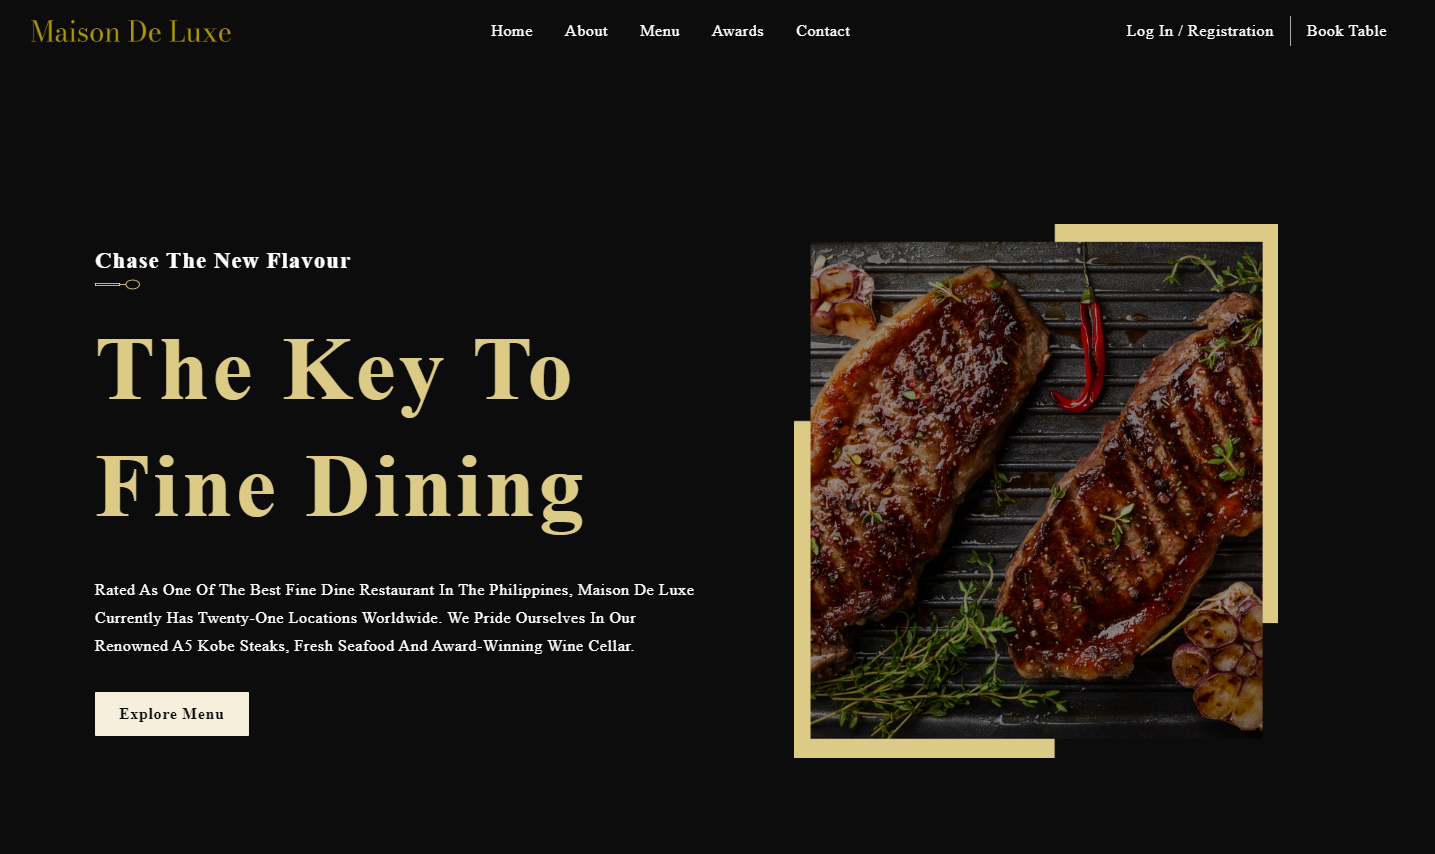 Maison De Luxe
Home About Menu Awards Contact
Log In / Registration Book Table
Chase The New Flavour
The Key To
Fine Dining
Rated As One Of The Best Fine Dine Restaurant In The Philippines, Maison De Luxe
Currently Has Twenty-One Locations Worldwide. We Pride Ourselves In Our
Renowned A5 Kobe Steaks, Fresh Seafood And Award-Winning Wine Cellar.
Explore Menu